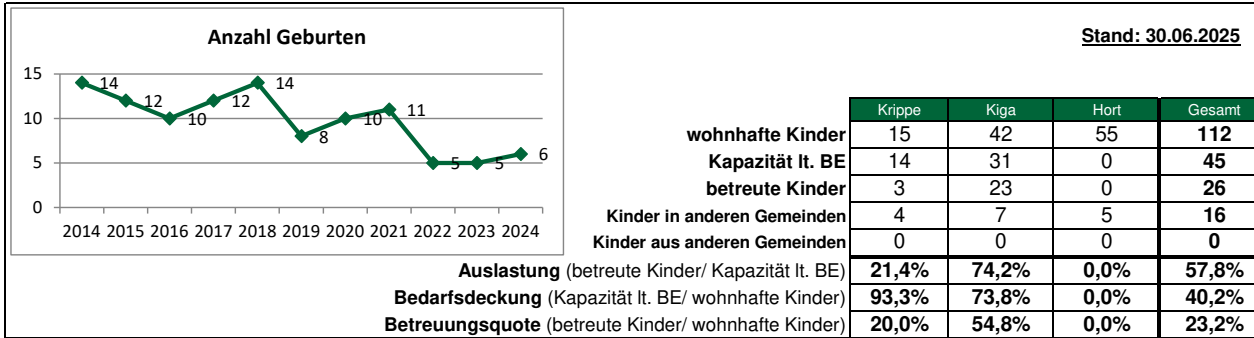 Anzahl Geburten
Stand: 30.06.2025
15
10
5
0
14
12
10
12
14
8
10
11
5
5
6
2014 2015 2016 2017 2018 2019 2020 2021 2022 2023 2024
Krippe Kiga Hort Gesamt
wohnhafte Kinder 15 42 55 112
Kapazität lt. BE 14 31 0 45
betreute Kinder 3 23 0 26
Kinder in anderen Gemeinden 4 7 5 16
Kinder aus anderen Gemeinden 0 0 0 0
Auslastung (betreute Kinder/ Kapazität lt. BE) 21,4% 74,2% 0,0% 57,8%
Bedarfsdeckung (Kapazität lt. BE/ wohnhafte Kinder) 93,3% 73,8% 0,0% 40,2%
Betreuungsquote (betreute Kinder/ wohnhafte Kinder) 20,0% 54,8% 0,0% 23,2%